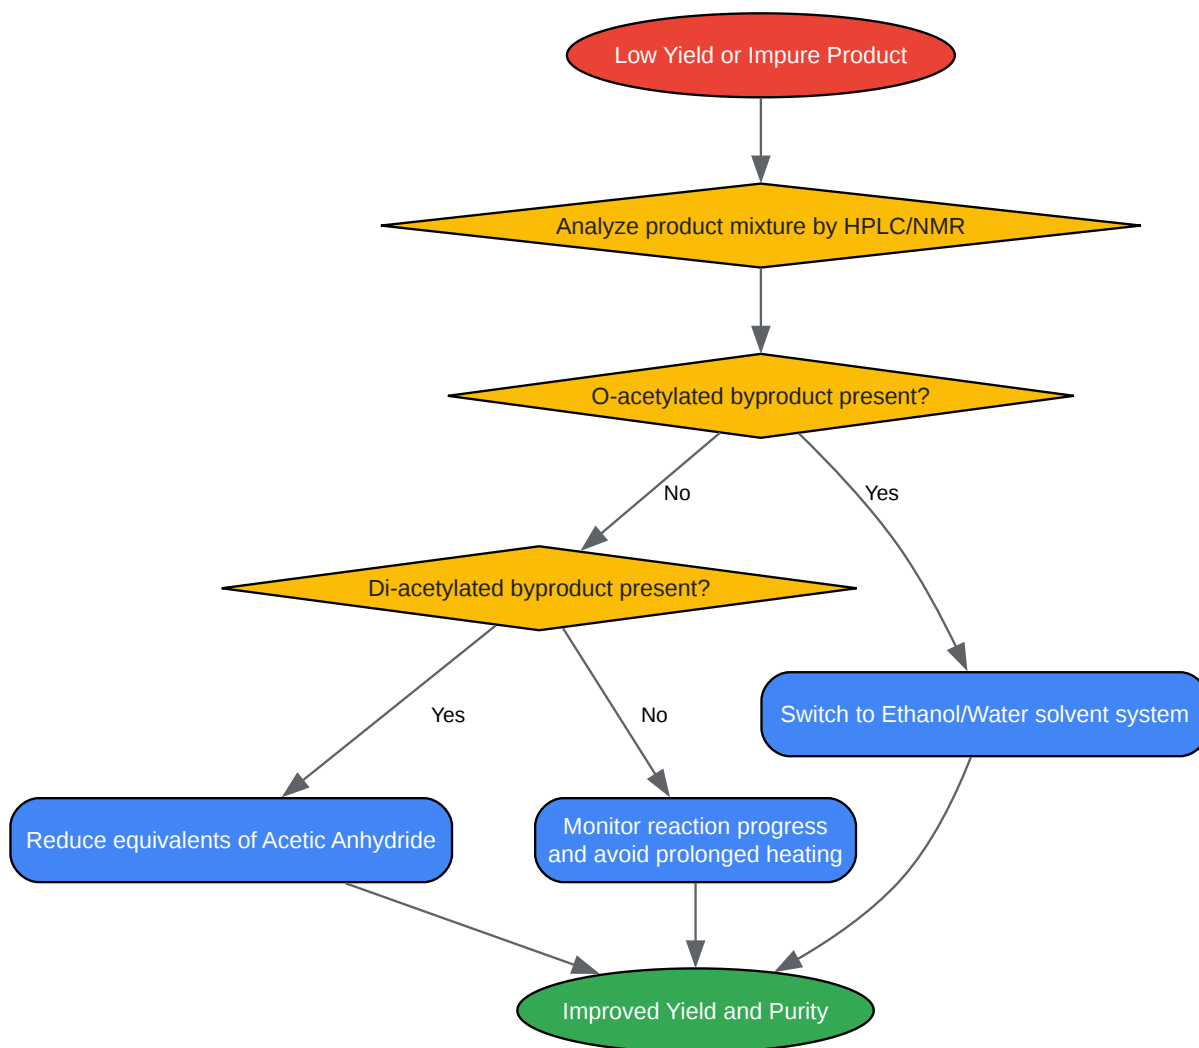 Low Yield or Impure Product
Analyze product mixture by HPLC/NMR
O-acetylated byproduct present?
No
Yes
Di-acetylated byproduct present?
Yes
No
Switch to Ethanol/Water solvent system
Reduce equivalents of Acetic Anhydride
Monitor reaction progress
and avoid prolonged heating
Improved Yield and Purity